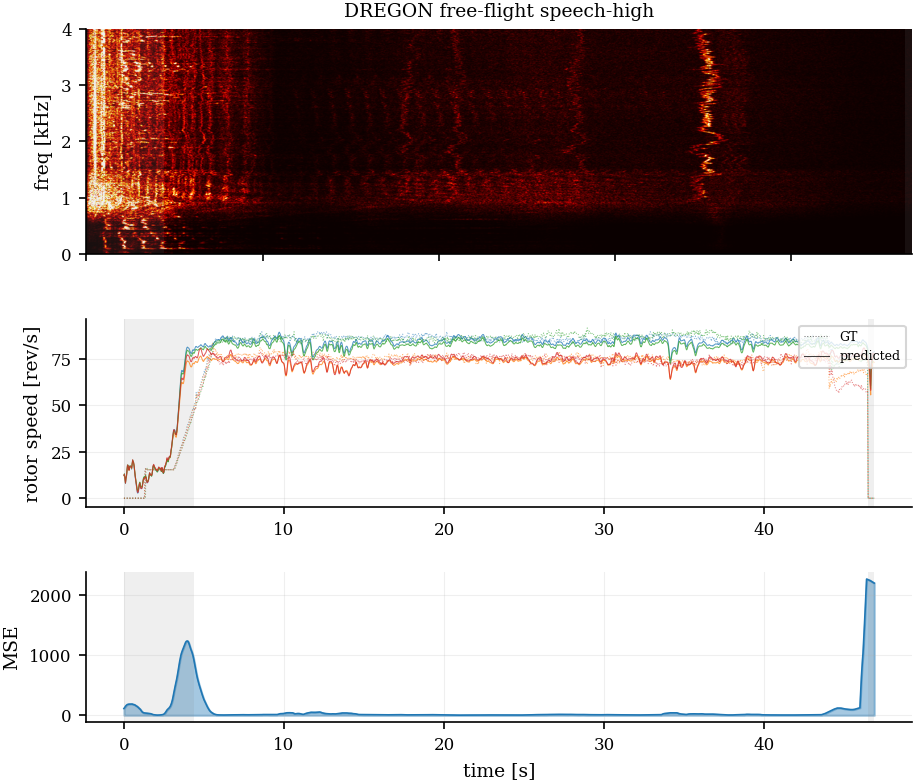 DREGON free-flight speech-high
4
3
2
1
0
freq [kHz]
75
50
25
0
rotor speed [rev/s]
GT
predicted
0 10 20 30 40
2000
1000
0
MSE
0 10 20 30 40
time [s]